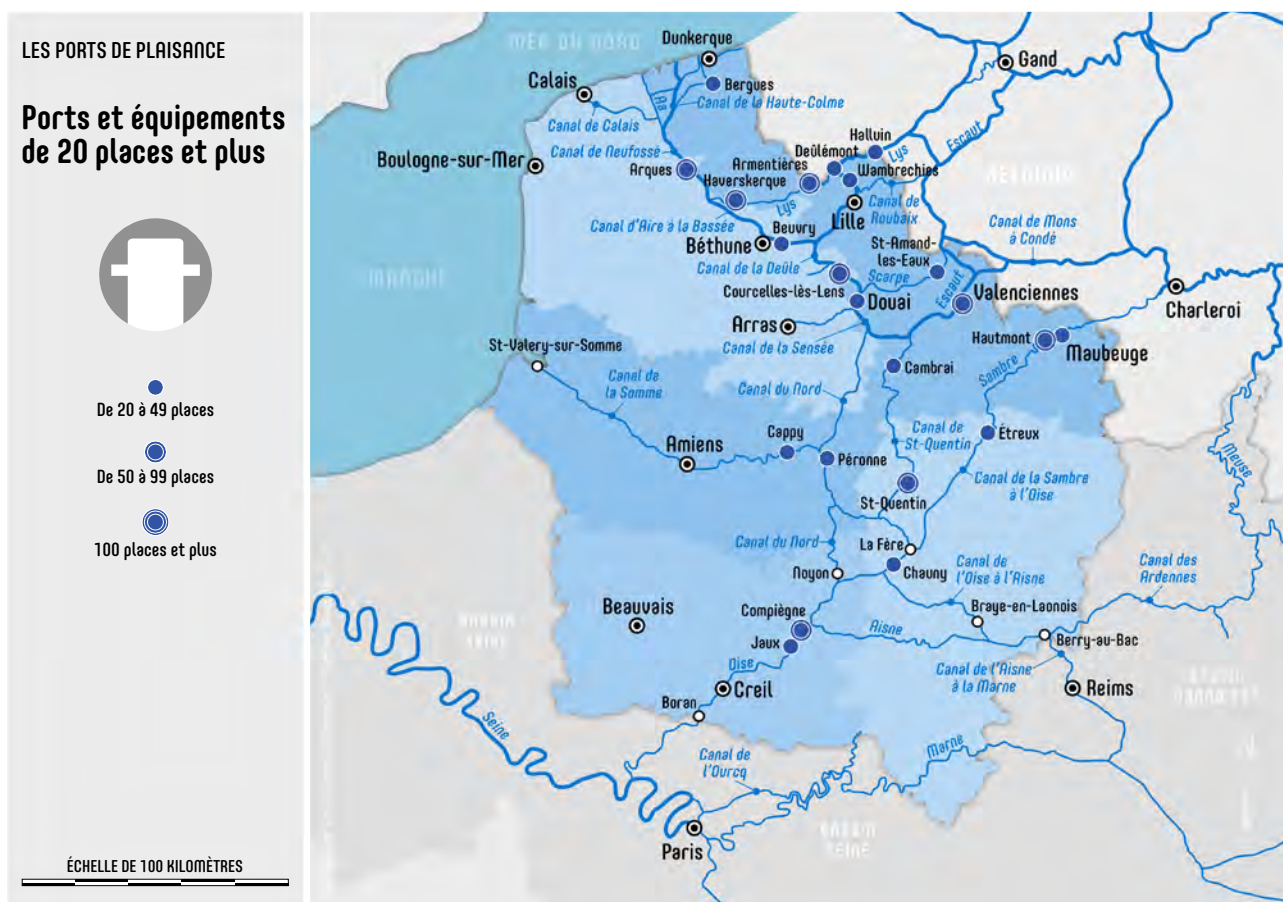 LES PORTS DE PLAISANCE
Ports et équipements
de 20 places et plus
De 20 à 49 places
De 50 à 99 places
100 places et plus
ÉCHELLE DE 100 KILOMÈTRES
MER DU NORD
Dunkerque
Gand
Calais
Bergues
Aa
Canal de la Haute-Colme
Canal de Calais
Halluin
Escaut
Canal de Neufossé
Deûlémont
Lys
Boulogne-sur-Mer
Armentières
Wambrechies
Arques
Haverskerque
BELGIQUE
Lys
Canal de
Roubaix
Lille
Canal d'Aire à la Bassée
Beuvry
Canal de Mons
à Condé
Béthune
St-Amand-
les-Eaux
Canal de la Deûle
Scarpe
MANCHE
Escaut
Valenciennes
Courcelles-lès-Lens
Douai
Charleroi
Arras
Hautmont
Canal de la Sensée
Maubeuge
St-Valery-sur-Somme
Sambre
Cambrai
Canal de
la Somme
Canal du Nord
Canal de
St-Quentin
Cappy
Étreux
Amiens
Péronne
Meuse
Canal de la Sambre
à l'Oise
St-Quentin
Canal du Nord
La Fère
Noyon
Chauny
Canal de
l'Oise à l'Aisne
Canal des
Ardennes
Beauvais
Compiègne
Braye-en-Laonois
BASSIN
SEINE
Aisne
Jaux
Berry-au-Bac
Oise
Canal de l'Aisne
à la Marne
Creil
Reims
Boran
Seine
Marne
Canal de
l'Ourcq
BASSIN
SEINE
Paris